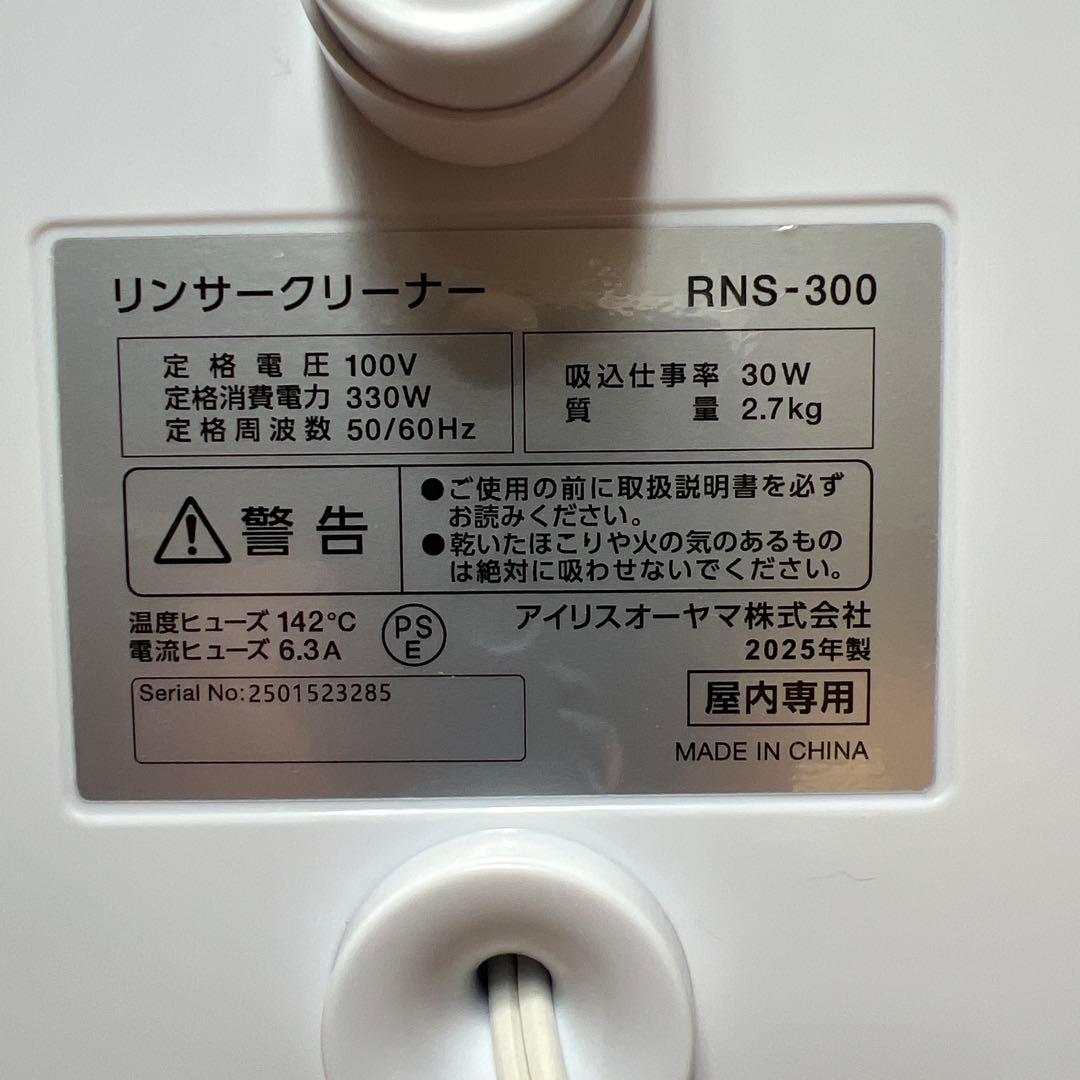 リンサークリーナー RNS-300
定格電圧 100V
定格消費電力 330W
定格周波数 50/60Hz
吸込仕事率 30W
質量 2.7kg
警告
●ご使用の前に取扱説明書を必ず
お読みください。
●乾いたほこりや火の気のあるもの
は絶対に吸わせないでください。
温度ヒューズ 142℃
電流ヒューズ 6.3A
PS
E
アイリスオーヤマ株式会社
2025年製
Serial No:2501523285
屋内専用
MADE IN CHINA